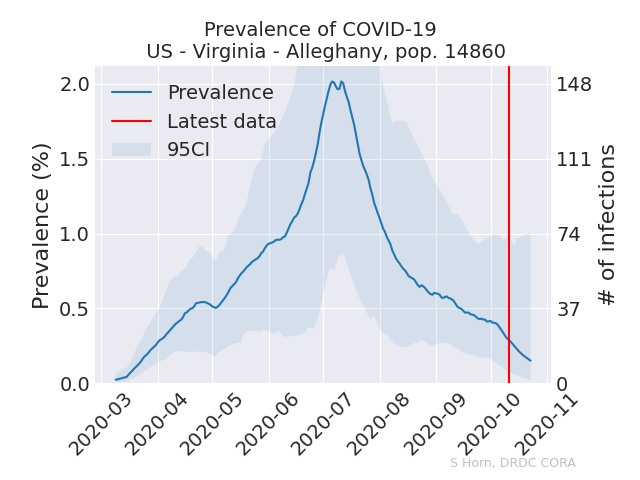 Prevalence of COVID-19
US - Virginia - Alleghany, pop. 14860
Prevalence
Latest data
95CI
Prevalence (%)
2.0
1.5
1.0
0.5
0.0
# of infections
148
111
74
37
0
2020-03
2020-04
2020-05
2020-06
2020-07
2020-08
2020-09
2020-10
2020-11
S Horn, DRDC CORA